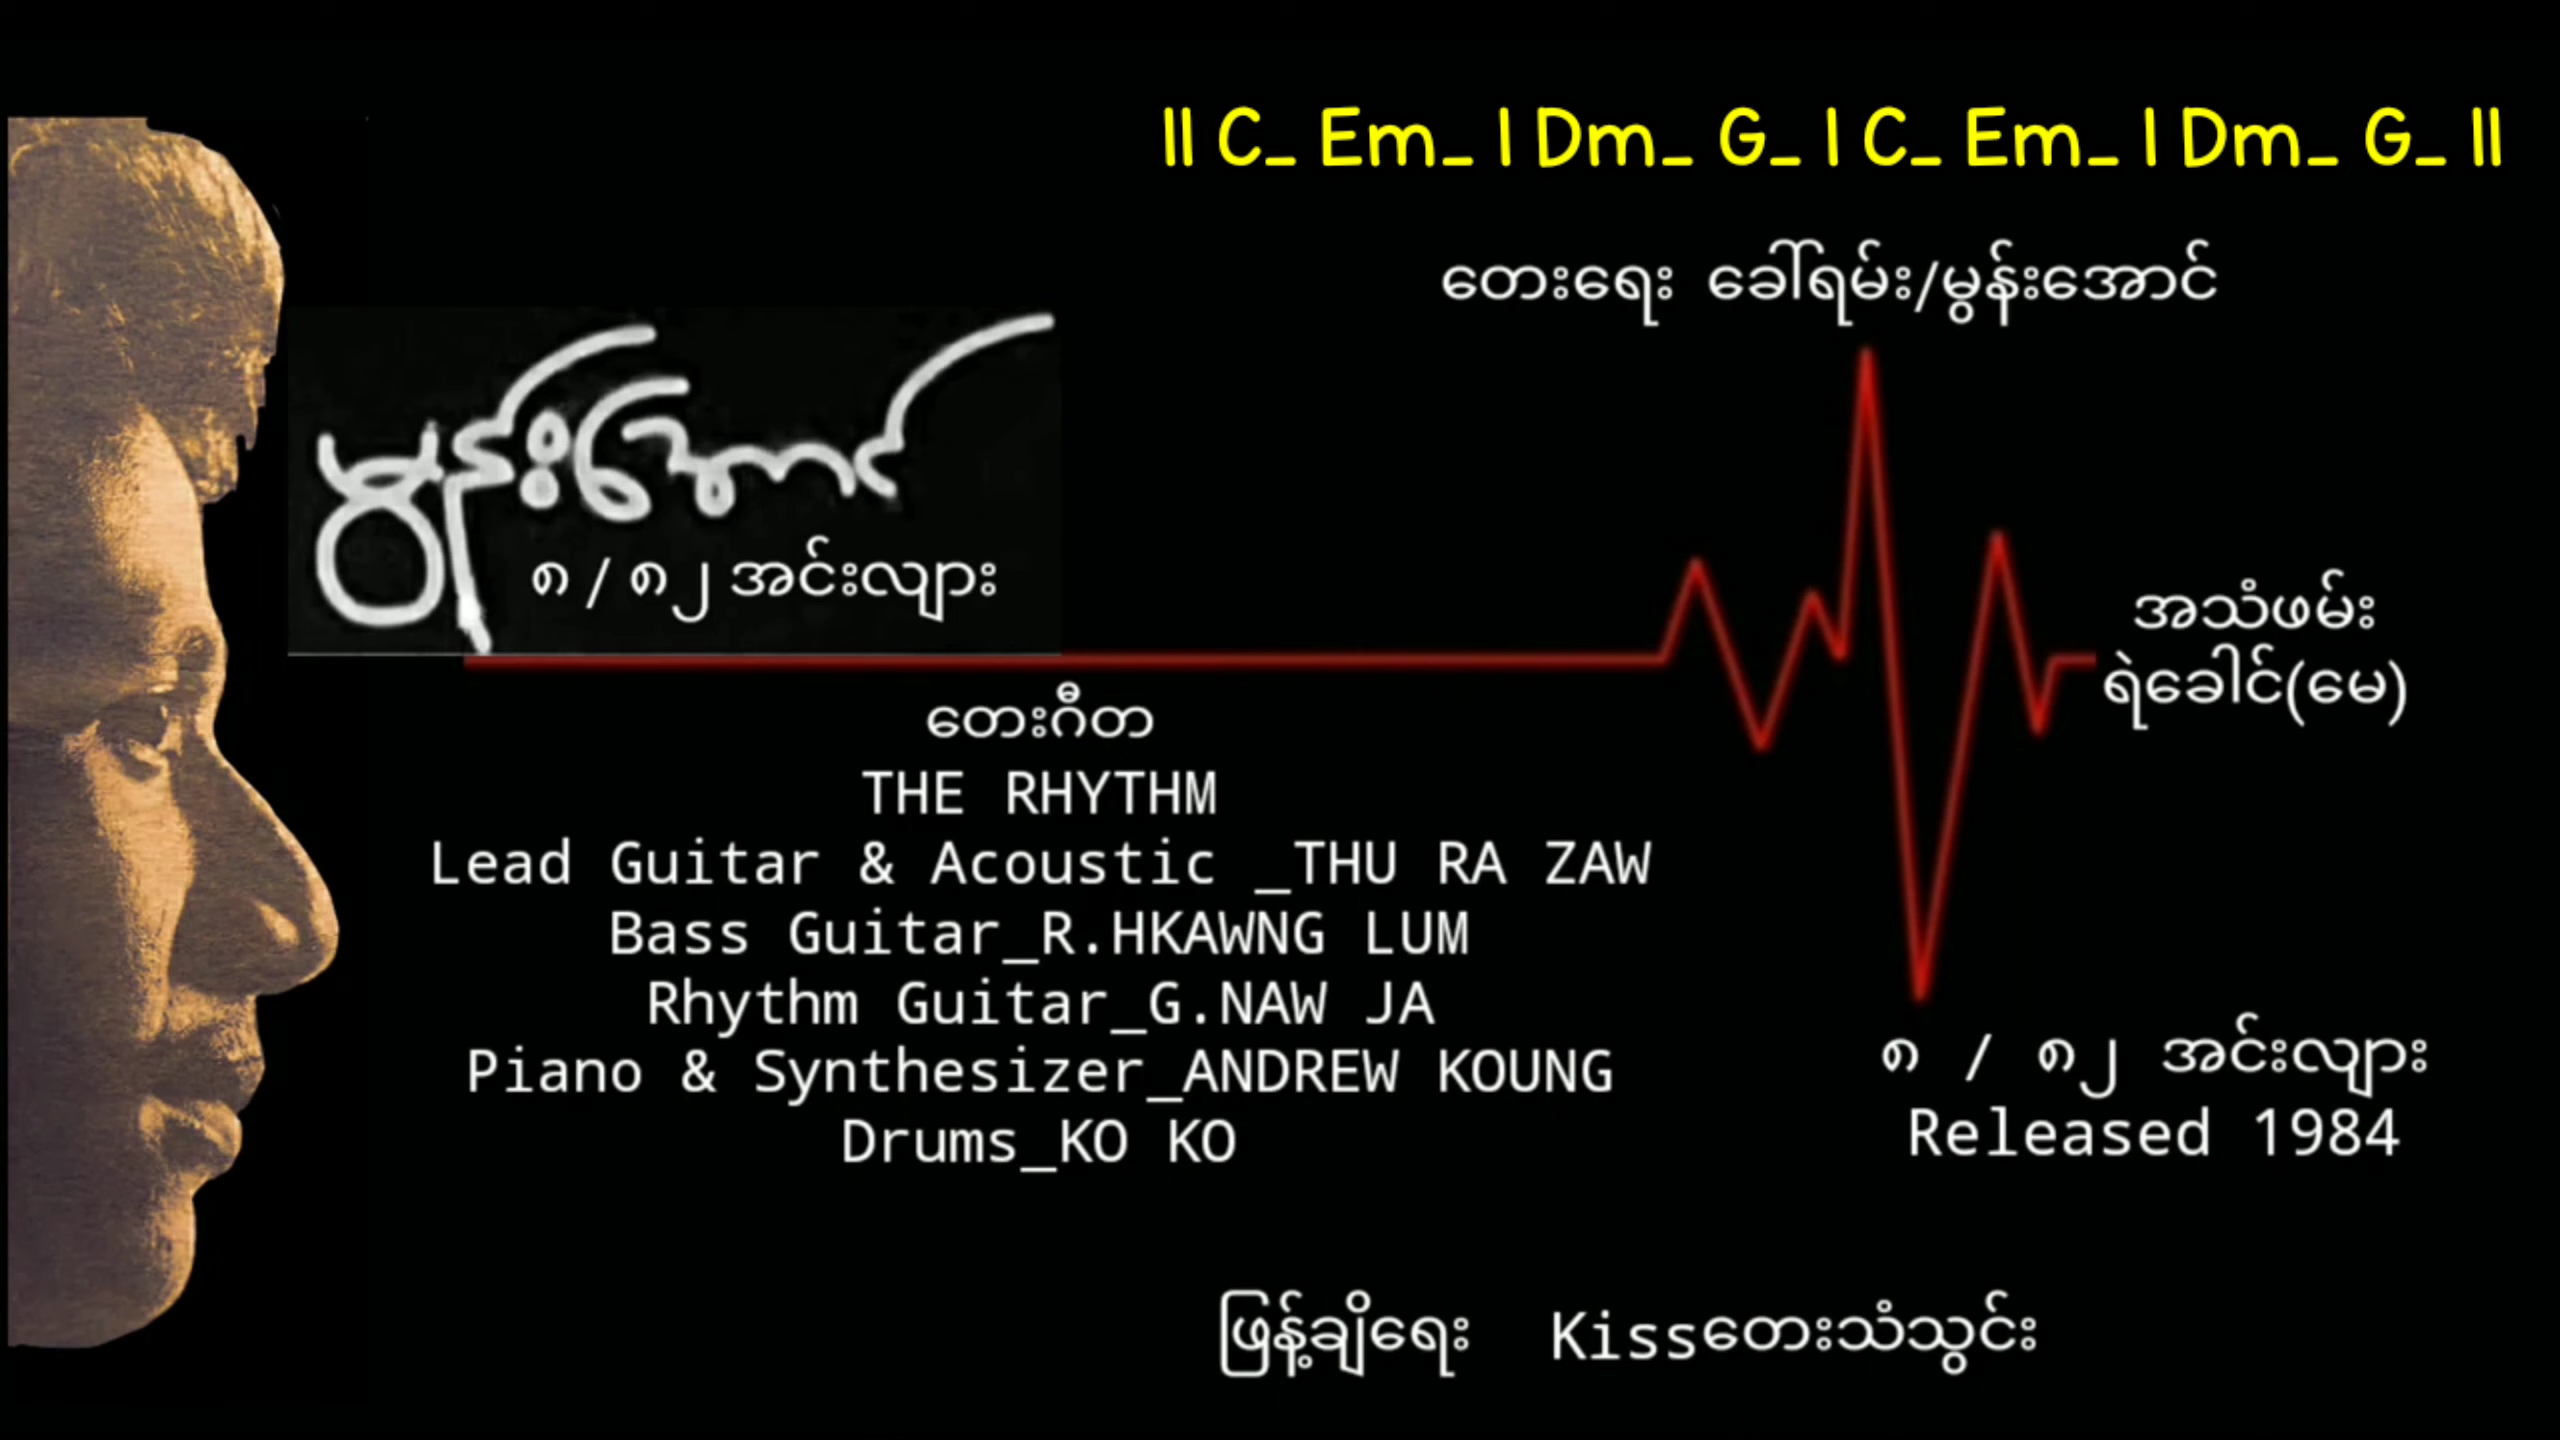 || C_ Em_ | Dm_ G_ | C_ Em_ | Dm_ G_ ||
တေးရေး ခေါ်ရမ်း/မွန်းအောင်
မွန်းအောင်
၈ / ၈၂ အင်းလျား
အသံဖမ်း
ရဲခေါင်(မေ)
တေးဂီတ
THE RHYTHM
Lead Guitar & Acoustic _THU RA ZAW
Bass Guitar_R.HKAWNG LUM
Rhythm Guitar_G.NAW JA
Piano & Synthesizer_ANDREW KOUNG
Drums_KO KO
၈ / ၈၂ အင်းလျား
Released 1984
ဖြန့်ချိရေး Kissတေးသံသွင်း